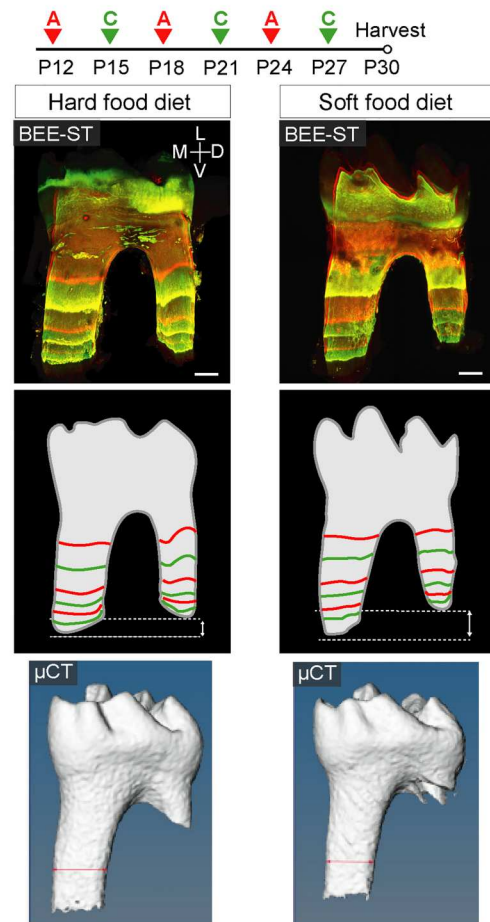 A C A C A C Harvest
P12 P15 P18 P21 P24 P27 P30
Hard food diet Soft food diet
BEE-ST BEE-ST
L
M D
V
µCT µCT